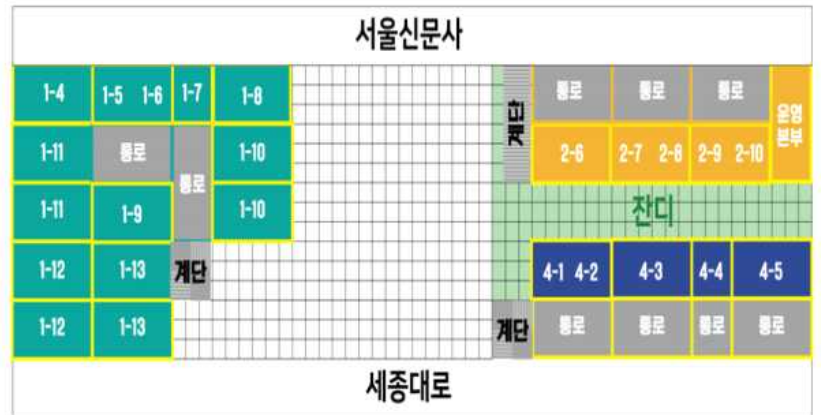 서울신문사
1-4 1-5 1-6 1-7 1-8 계단 통로 통로 통로 운영
본부
1-11 통로 통로 1-10 2-6 2-7 2-8 2-9 2-10
1-11 1-9 1-10 잔디
1-12 1-13 계단 4-1 4-2 4-3 4-4 4-5
1-12 1-13 계단 통로 통로 통로 통로
세종대로